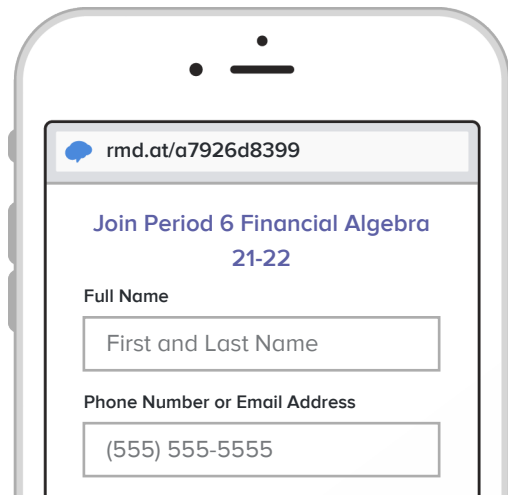 rmd.at/a7926d8399
Join Period 6 Financial Algebra
21-22
Full Name
First and Last Name
Phone Number or Email Address
(555) 555-5555